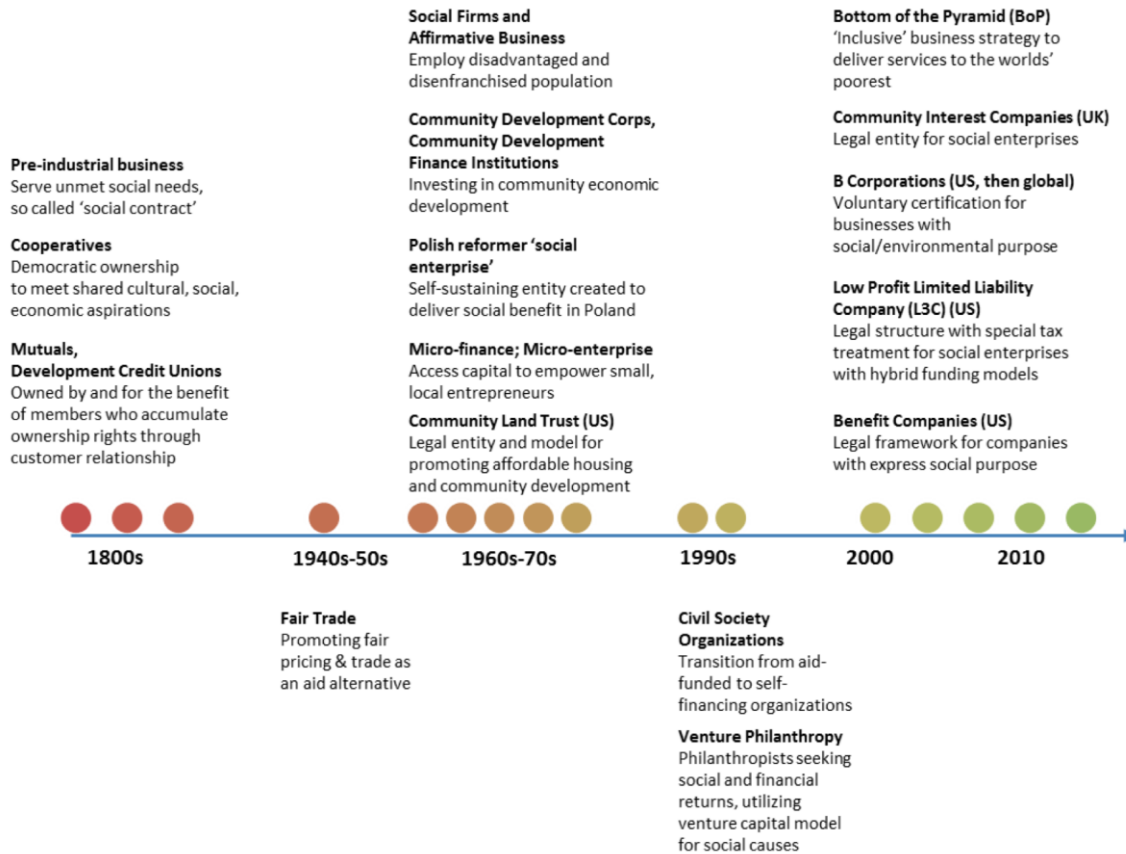 Pre-industrial business
Serve unmet social needs,
so called ‘social contract’
Cooperatives
Democratic ownership
to meet shared cultural, social,
economic aspirations
Mutuals,
Development Credit Unions
Owned by and for the benefit
of members who accumulate
ownership rights through
customer relationship
Social Firms and
Affirmative Business
Employ disadvantaged and
disenfranchised population
Community Development Corps,
Community Development
Finance Institutions
Investing in community economic
development
Polish reformer ‘social
enterprise’
Self-sustaining entity created to
deliver social benefit in Poland
Micro-finance; Micro-enterprise
Access capital to empower small,
local entrepreneurs
Community Land Trust (US)
Legal entity and model for
promoting affordable housing
and community development
Bottom of the Pyramid (BoP)
‘Inclusive’ business strategy to
deliver services to the worlds’
poorest
Community Interest Companies (UK)
Legal entity for social enterprises
B Corporations (US, then global)
Voluntary certification for
businesses with
social/environmental purpose
Low Profit Limited Liability
Company (L3C) (US)
Legal structure with special tax
treatment for social enterprises
with hybrid funding models
Benefit Companies (US)
Legal framework for companies
with express social purpose
1800s
1940s-50s
1960s-70s
1990s
2000
2010
Fair Trade
Promoting fair
pricing & trade as
an aid alternative
Civil Society
Organizations
Transition from aid-
funded to self-
financing organizations
Venture Philanthropy
Philanthropists seeking
social and financial
returns, utilizing
venture capital model
for social causes